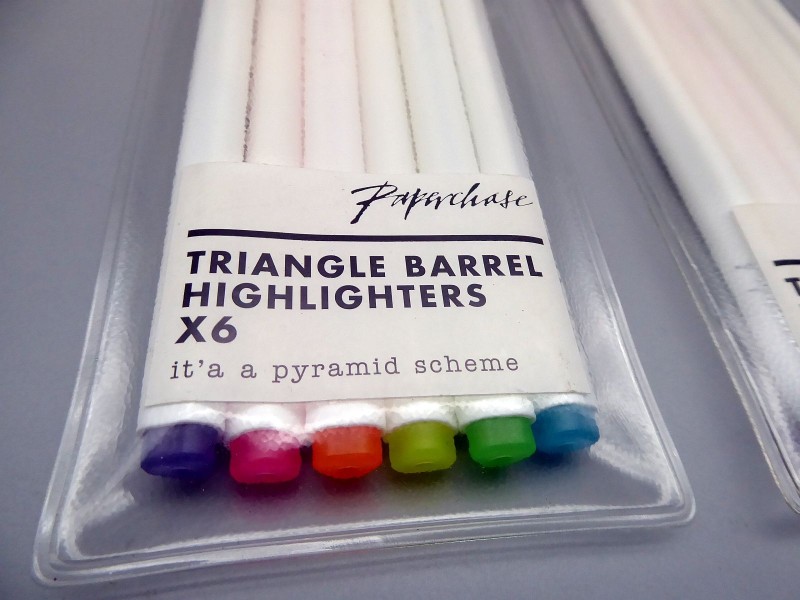 Paperchase
TRIANGLE BARREL
HIGHLIGHTERS
X6
it'a a pyramid scheme